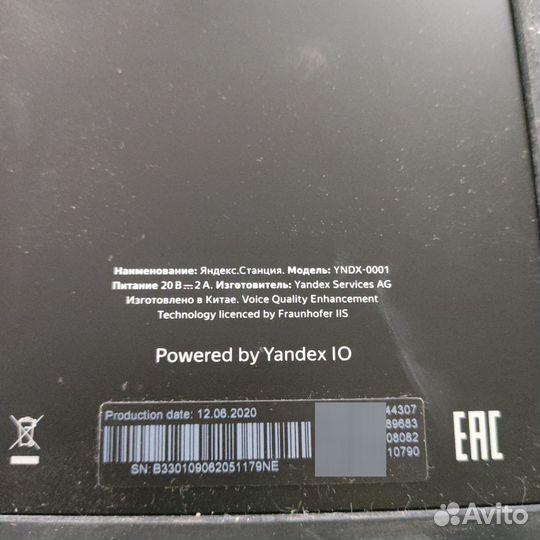 Наименование: Яндекс.Станция. Модель: YNDX-0001
Питание 20 В⎓2 А. Изготовитель: Yandex Services AG
Изготовлено в Китае. Voice Quality Enhancement
Technology licenced by Fraunhofer IIS
Powered by Yandex IO
Production date: 12.06.2020
SN: B330109062051179NE
44307
89683
08082
10790
EAC
Avito